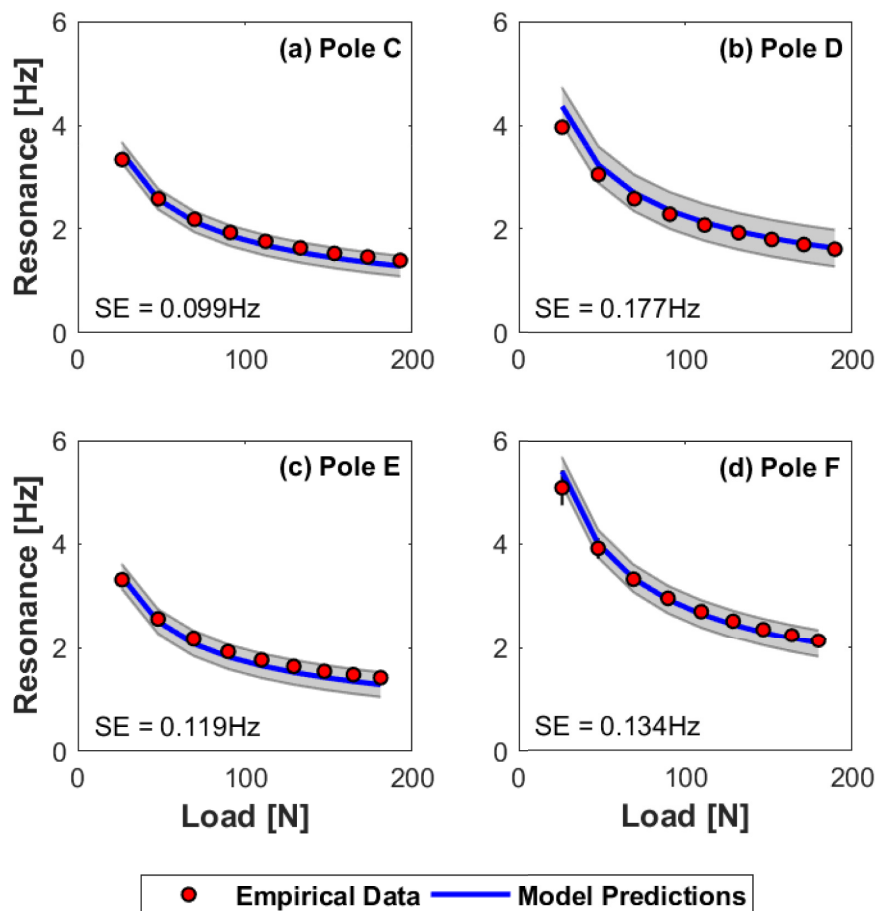 (a) Pole C
(b) Pole D
Resonance [Hz]
6
4
2
0
SE = 0.099Hz
0 100 200
6
4
2
0
SE = 0.177Hz
0 100 200
(c) Pole E
(d) Pole F
Resonance [Hz]
6
4
2
0
SE = 0.119Hz
0 100 200
Load [N]
6
4
2
0
SE = 0.134Hz
0 100 200
Load [N]
Empirical Data Model Predictions